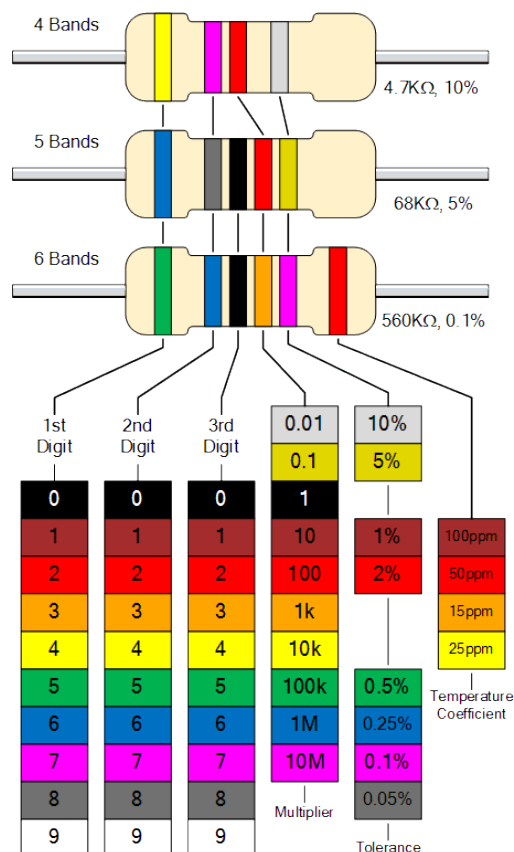 4 Bands
4.7KΩ, 10%
5 Bands
68KΩ, 5%
6 Bands
560KΩ, 0.1%
1st
Digit
2nd
Digit
3rd
Digit
0.01 10%
0.1 5%
0 0 0 1
1 1 1 10 1% 100ppm
2 2 2 100 2% 50ppm
3 3 3 1k 15ppm
4 4 4 10k 25ppm
5 5 5 100k 0.5%
6 6 6 1M 0.25%
7 7 7 10M 0.1%
8 8 8 0.05%
9 9 9
Temperature
Coefficient
Multiplier
Tolerance